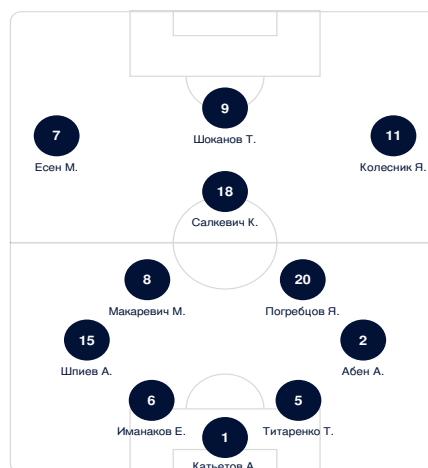 9
Шоканов Т.
7
Есен М.
11
Колесник Я.
18
Салкевич К.
8
Макаревич М.
20
Погребцов Я.
15
Шпиев А.
2
Абен А.
6
Иманаков Е.
5
Титаренко Т.
1
Катьетов А.